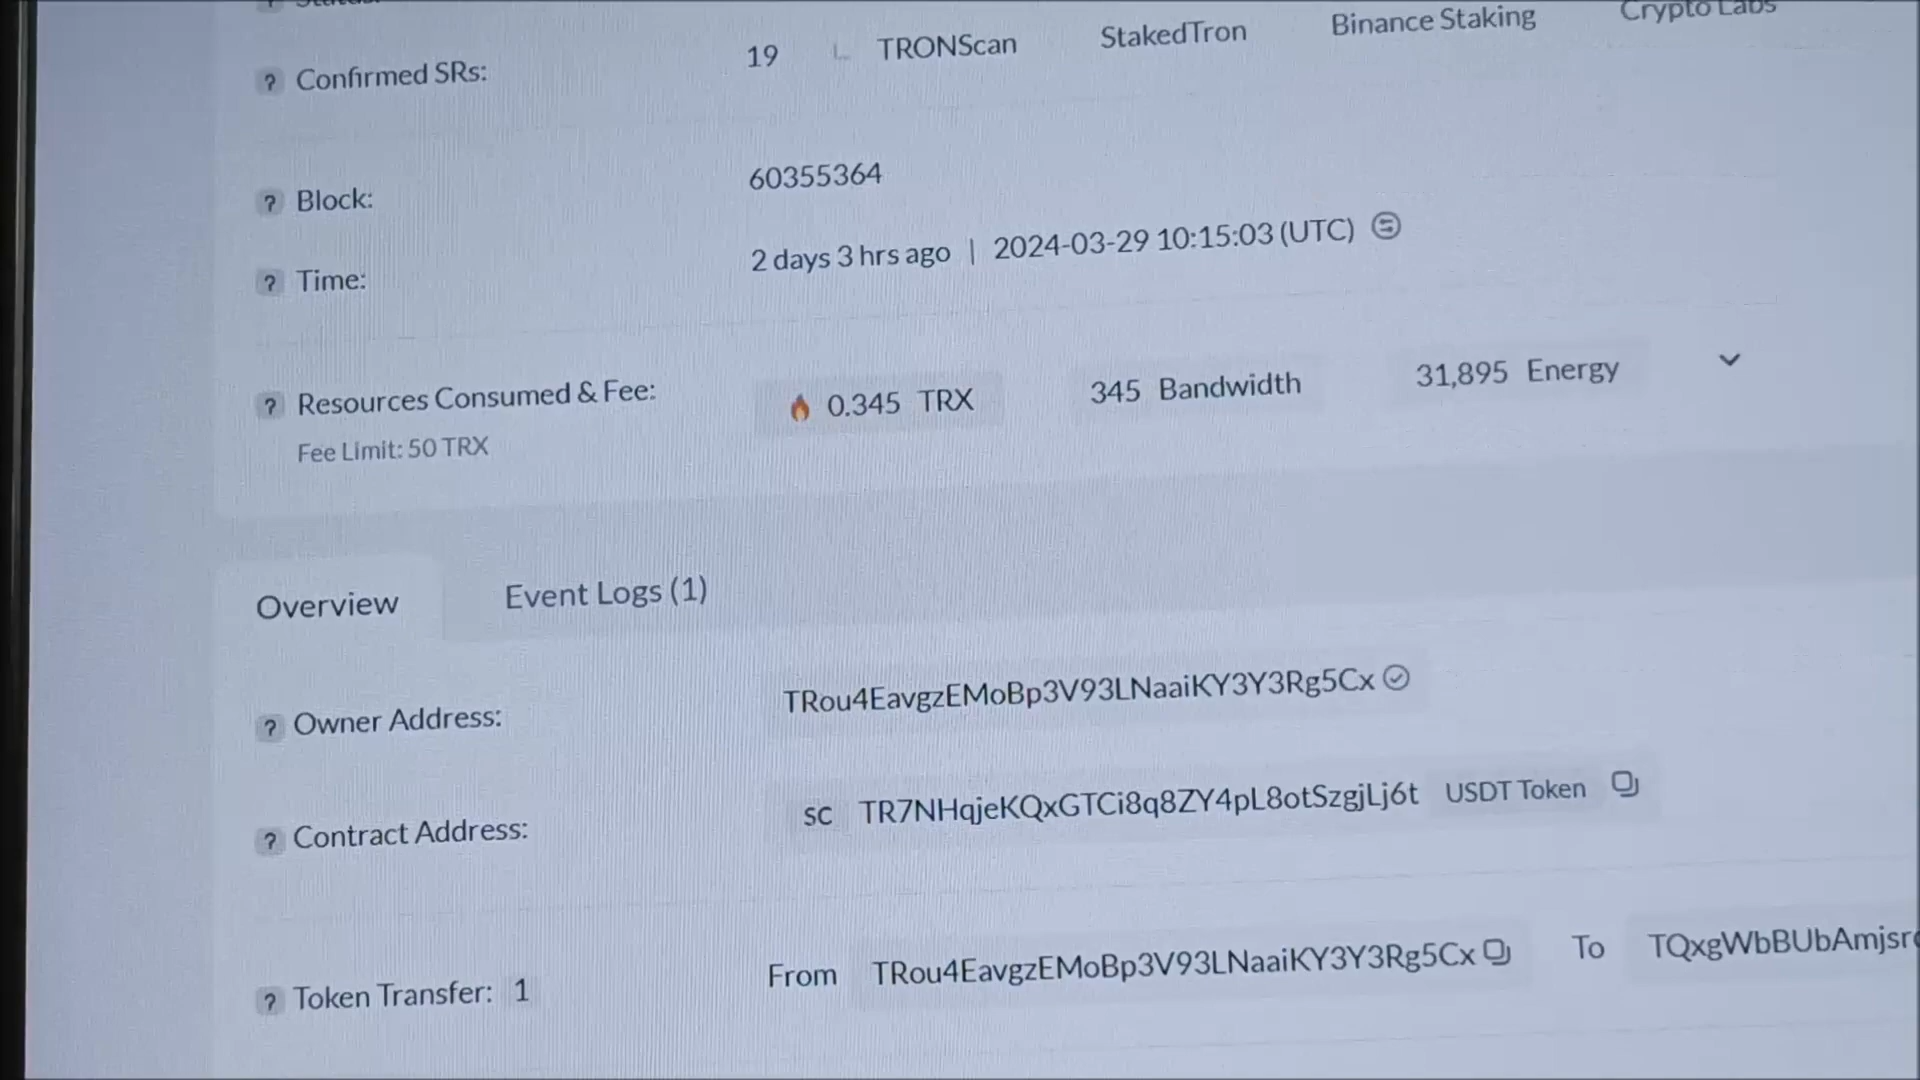 Confirmed SRs: 19 TRONScan StakedTron Binance Staking Crypto Labs
Block: 60355364
Time: 2 days 3 hrs ago | 2024-03-29 10:15:03 (UTC)
Resources Consumed & Fee: 0.345 TRX 345 Bandwidth 31,895 Energy
Fee Limit: 50 TRX
Overview Event Logs (1)
Owner Address: TRou4EavgzEMoBp3V93LNaaiKY3Y3Rg5Cx
Contract Address: SC TR7NHqjeKQxGTCi8q8ZY4pL8otSzgjLj6t USDT Token
Token Transfer: 1 From TRou4EavgzEMoBp3V93LNaaiKY3Y3Rg5Cx To TQxgWbBUbAmjsr